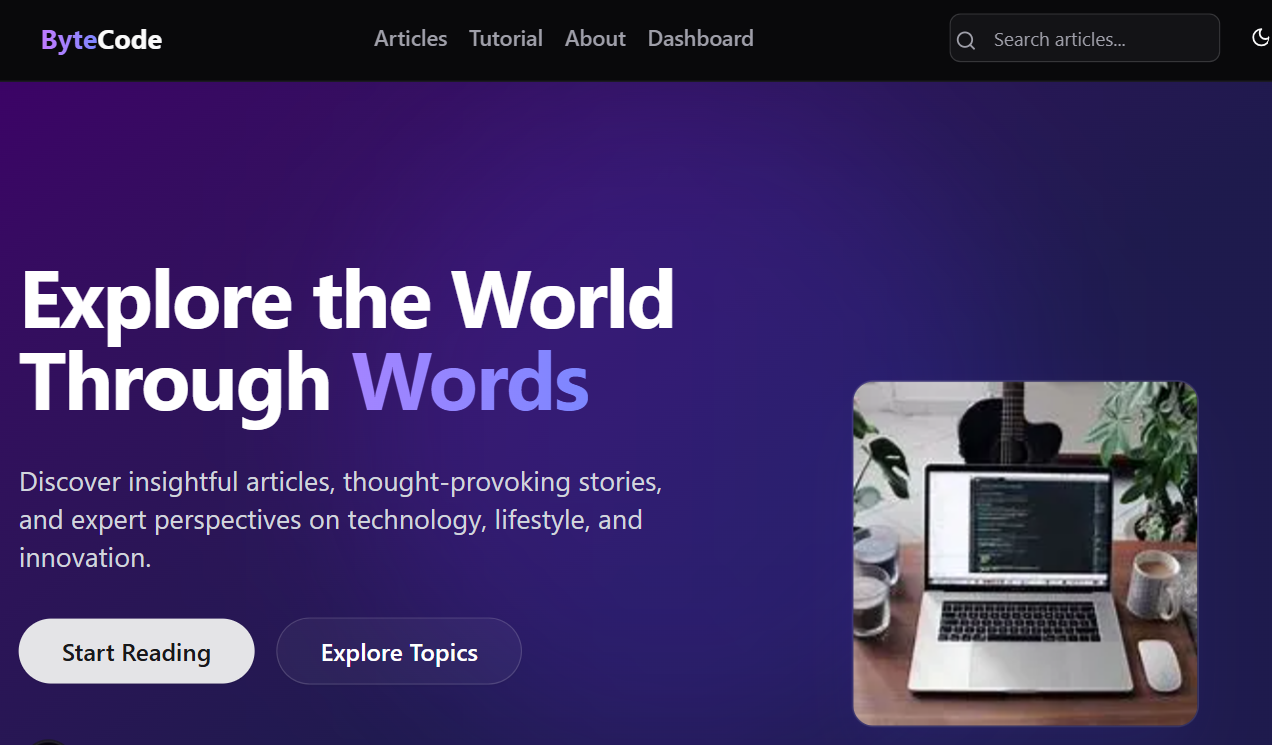 ByteCode
Articles Tutorial About Dashboard
Search articles...
Explore the World
Through Words
Discover insightful articles, thought-provoking stories,
and expert perspectives on technology, lifestyle, and
innovation.
Start Reading
Explore Topics